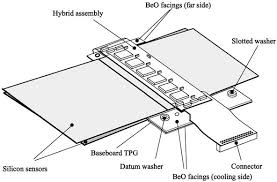 BeO facings (far side)
Hybrid assembly
Slotted washer
Silicon sensors
Baseboard TPG
Datum washer
BeO facings (cooling side)
Connector